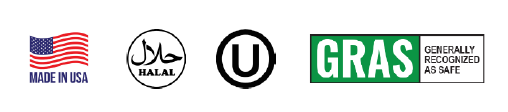 MADE IN USA
حلال
HALAL
U
GRAS
GENERALLY
RECOGNIZED
AS SAFE